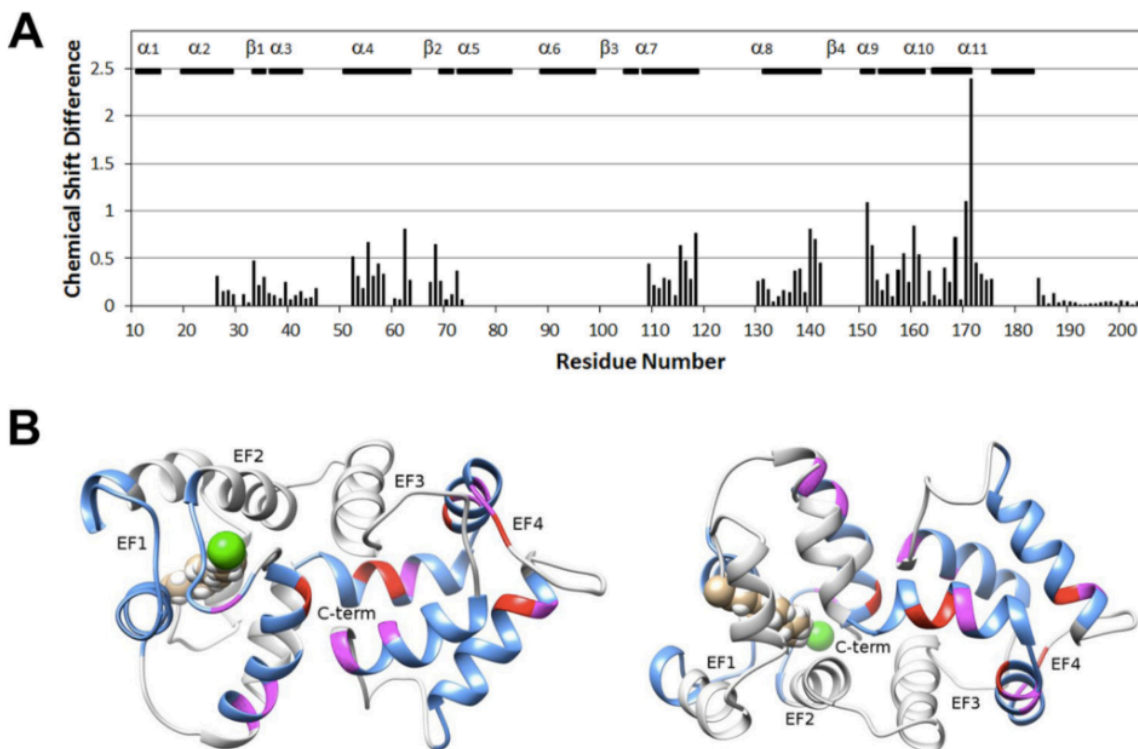 A
α1 α2 β1 α3 α4 β2 α5 α6 β3 α7 α8 β4 α9 α10 α11
Chemical Shift Difference
2.5
2
1.5
1
0.5
0
10 20 30 40 50 60 70 80 90 100 110 120 130 140 150 160 170 180 190 200
Residue Number
B
EF2
EF3
EF1
EF4
C-term
C-term
EF1
EF4
EF3
EF2